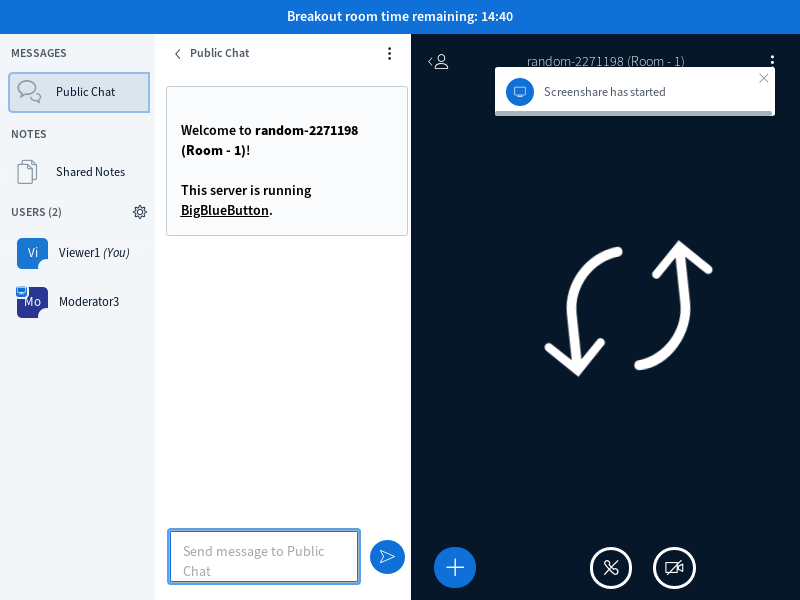 Breakout room time remaining: 14:40
MESSAGES
Public Chat
NOTES
Shared Notes
USERS (2)
Vi
Viewer1 (You)
Mo
Moderator3
Public Chat
Welcome to random-2271198
(Room - 1)!
This server is running
BigBlueButton.
Send message to Public
Chat
random-2271198 (Room - 1)
Screenshare has started